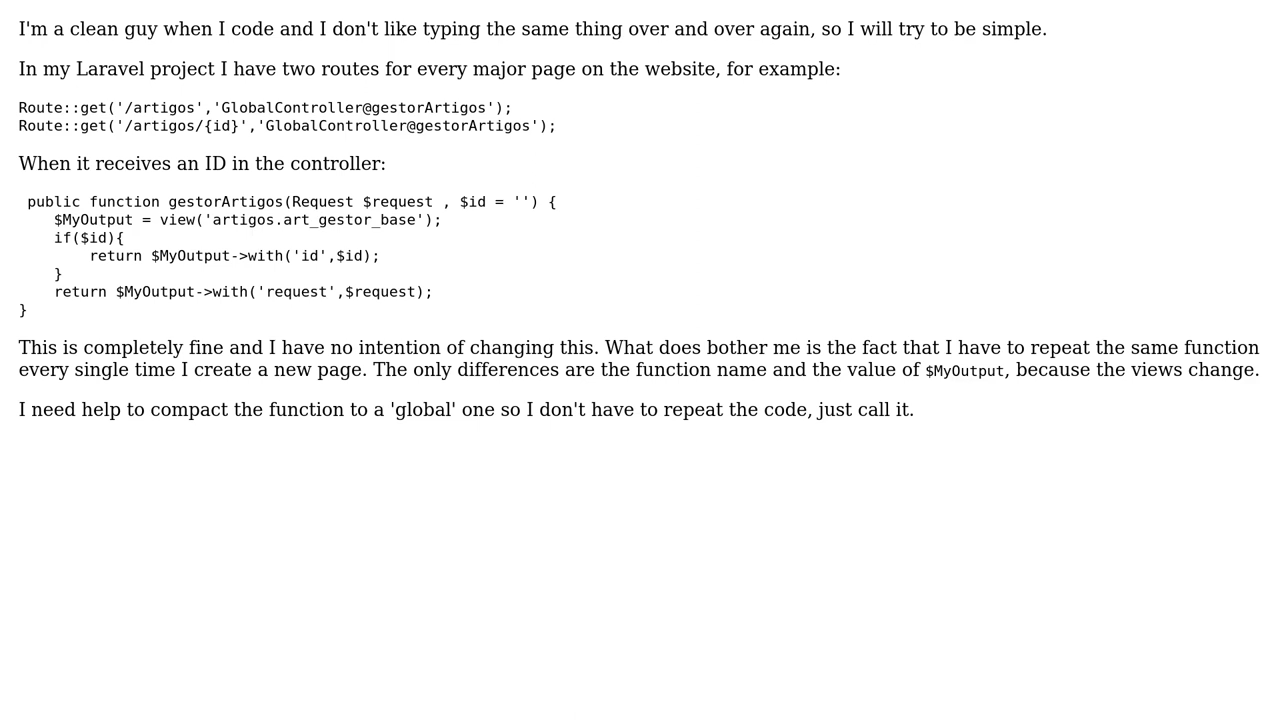 I'm a clean guy when I code and I don't like typing the same thing over and over again, so I will try to be simple.
In my Laravel project I have two routes for every major page on the website, for example:
Route::get('/artigos','GlobalController@gestorArtigos');
Route::get('/artigos/{id}','GlobalController@gestorArtigos');
When it receives an ID in the controller:
 public function gestorArtigos(Request $request , $id = '') {
    $MyOutput = view('artigos.art_gestor_base');
    if($id){
        return $MyOutput->with('id',$id);
    }
    return $MyOutput->with('request',$request);
}
This is completely fine and I have no intention of changing this. What does bother me is the fact that I have to repeat the same function
every single time I create a new page. The only differences are the function name and the value of $MyOutput, because the views change.
I need help to compact the function to a 'global' one so I don't have to repeat the code, just call it.